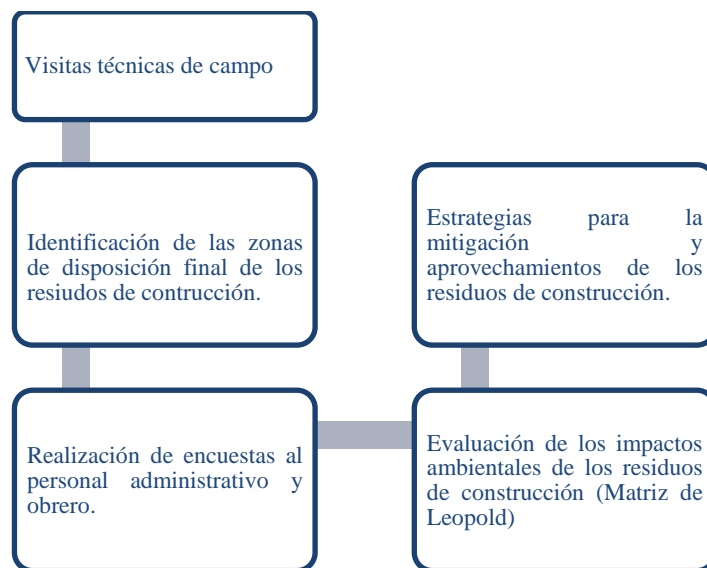 Visitas técnicas de campo
Identificación de las zonas
de disposición final de los
resiudos de contrucción.
Realización de encuestas al
personal administrativo y
obrero.
Evaluación de los impactos
ambientales de los residuos
de construcción (Matriz de
Leopold)
Estrategias para la
mitigación y
aprovechamientos de los
residuos de construcción.